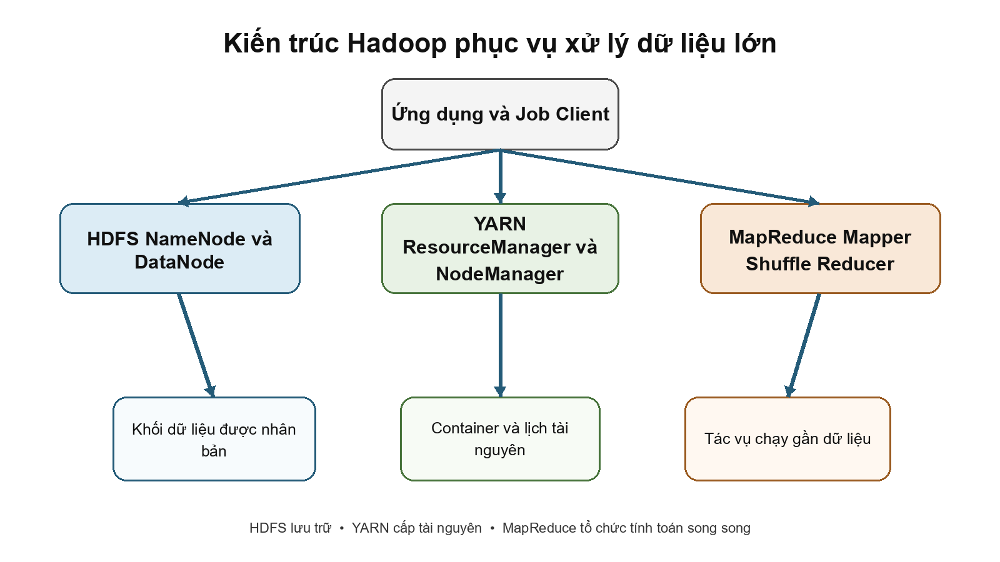 Kiến trúc Hadoop phục vụ xử lý dữ liệu lớn
Ứng dụng và Job Client
HDFS NameNode và
DataNode
YARN
ResourceManager và
NodeManager
MapReduce Mapper
Shuffle Reducer
Khối dữ liệu được nhân
bản
Container và lịch tài
nguyên
Tác vụ chạy gần dữ liệu
HDFS lưu trữ • YARN cấp tài nguyên • MapReduce tổ chức tính toán song song